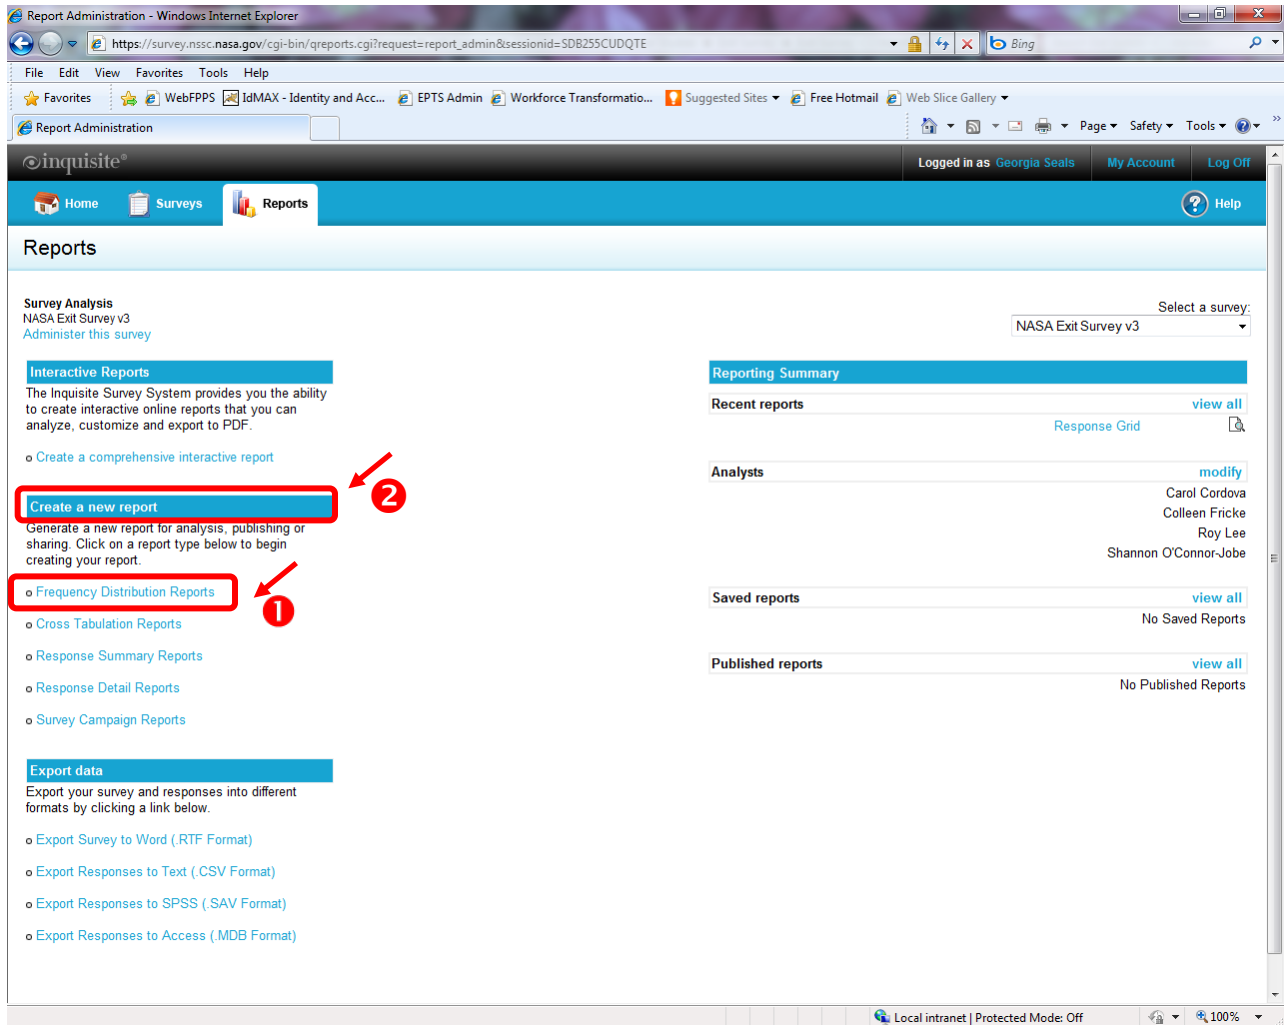 Report Administration - Windows Internet Explorer
https://survey.nssc.nasa.gov/cgi-bin/qreports.cgi?request=report_admin&sessionid=SDB255CUDQTE
Bing
File Edit View Favorites Tools Help
Favorites WebFPPS IdMAX - Identity and Acc... EPTS Admin Workforce Transformatio... Suggested Sites Free Hotmail Web Slice Gallery
Report Administration
Page Safety Tools
inquisite®
Logged in as Georgia Seals My Account Log Off
Home Surveys Reports Help
Reports
Survey Analysis
NASA Exit Survey v3
Administer this survey
Select a survey:
NASA Exit Survey v3
Interactive Reports
The Inquisite Survey System provides you the ability
to create interactive online reports that you can
analyze, customize and export to PDF.
Create a comprehensive interactive report
2
Create a new report
Generate a new report for analysis, publishing or
sharing. Click on a report type below to begin
creating your report.
Frequency Distribution Reports
1
Cross Tabulation Reports
Response Summary Reports
Response Detail Reports
Survey Campaign Reports
Export data
Export your survey and responses into different
formats by clicking a link below.
Export Survey to Word (.RTF Format)
Export Responses to Text (.CSV Format)
Export Responses to SPSS (.SAV Format)
Export Responses to Access (.MDB Format)
Reporting Summary
Recent reports view all
Response Grid
Analysts modify
Carol Cordova
Colleen Fricke
Roy Lee
Shannon O'Connor-Jobe
Saved reports view all
No Saved Reports
Published reports view all
No Published Reports
Local intranet | Protected Mode: Off 100%